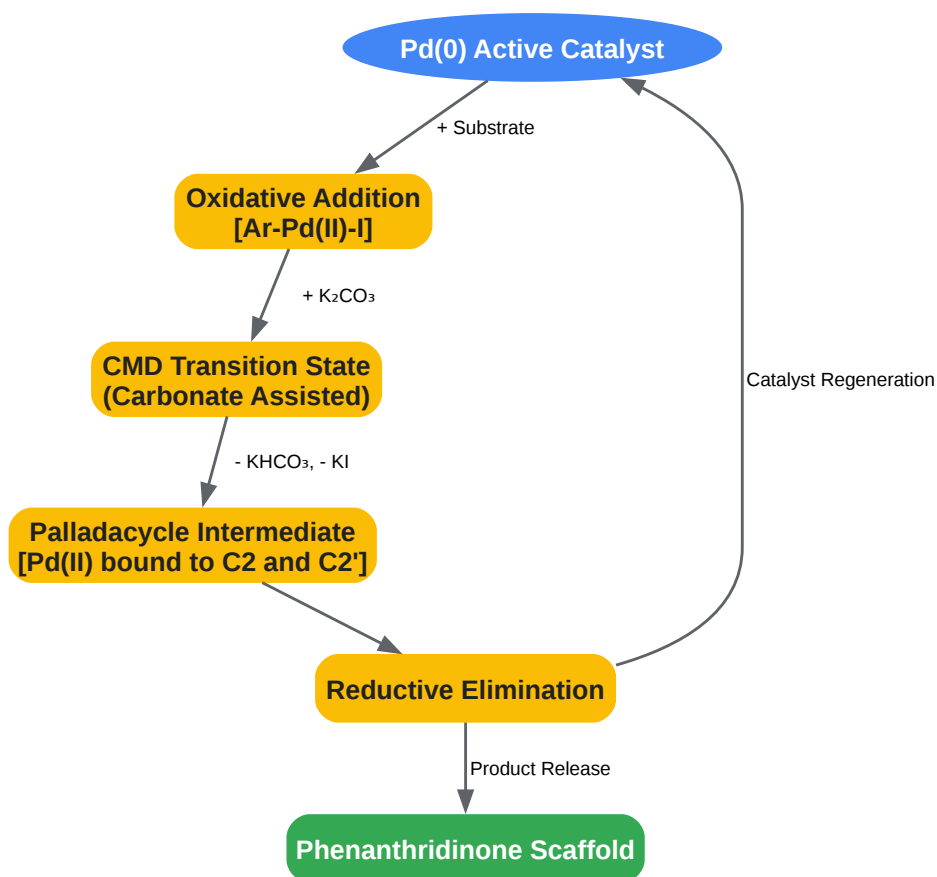 Pd(0) Active Catalyst
+ Substrate
Oxidative Addition
[Ar-Pd(II)-I]
+ K₂CO₃
CMD Transition State
(Carbonate Assisted)
Catalyst Regeneration
- KHCO₃, - KI
Palladacycle Intermediate
[Pd(II) bound to C2 and C2']
Reductive Elimination
Product Release
Phenanthridinone Scaffold